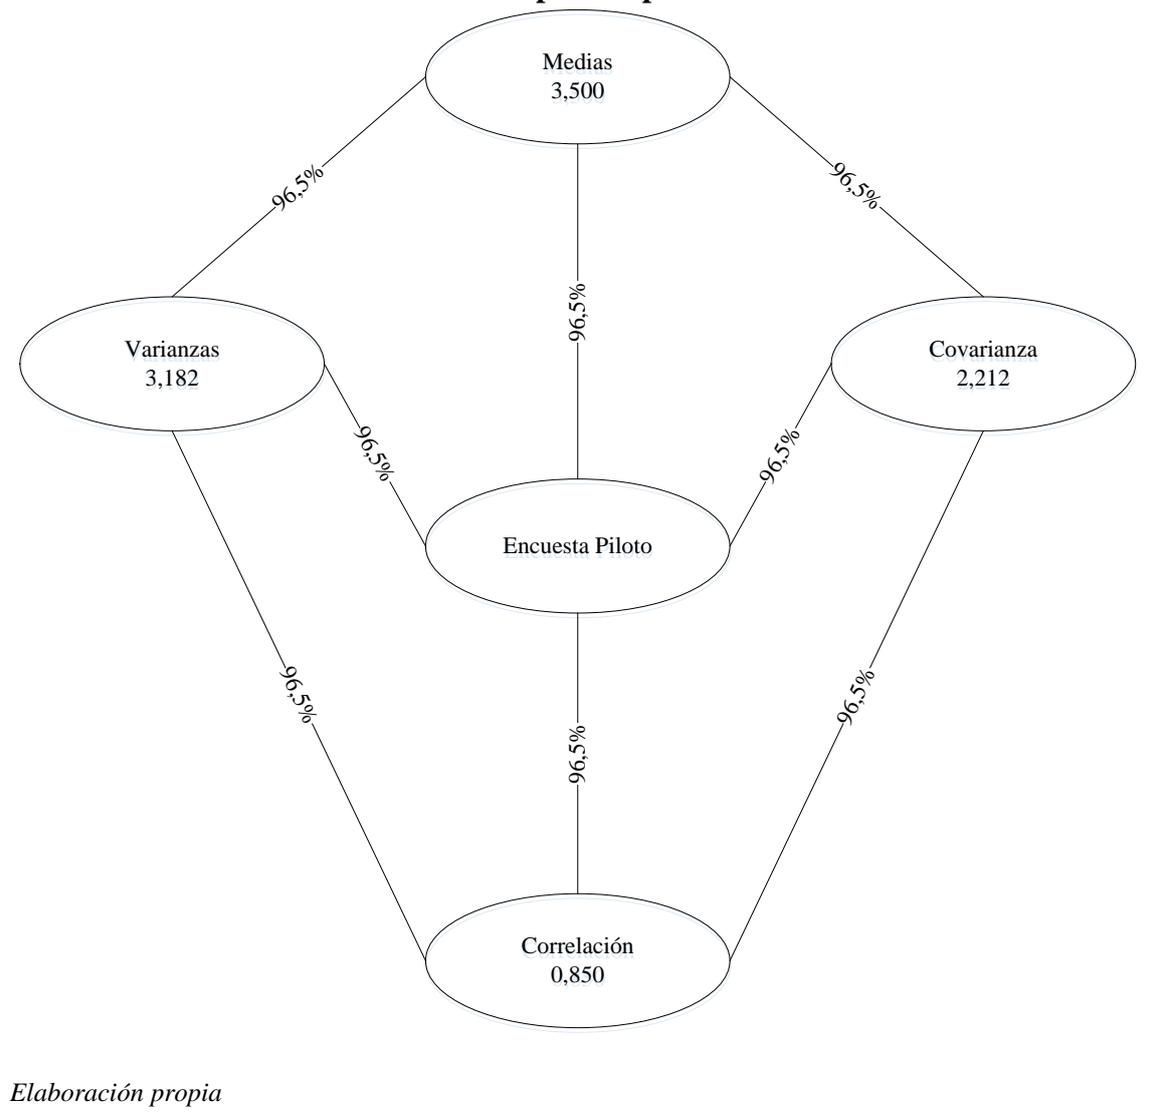 Medias
3,500
96,5%
96,5%
96,5%
Varianzas
3,182
Covarianza
2,212
96,5%
96,5%
Encuesta Piloto
96,5%
96,5%
96,5%
Correlación
0,850
Elaboración propia